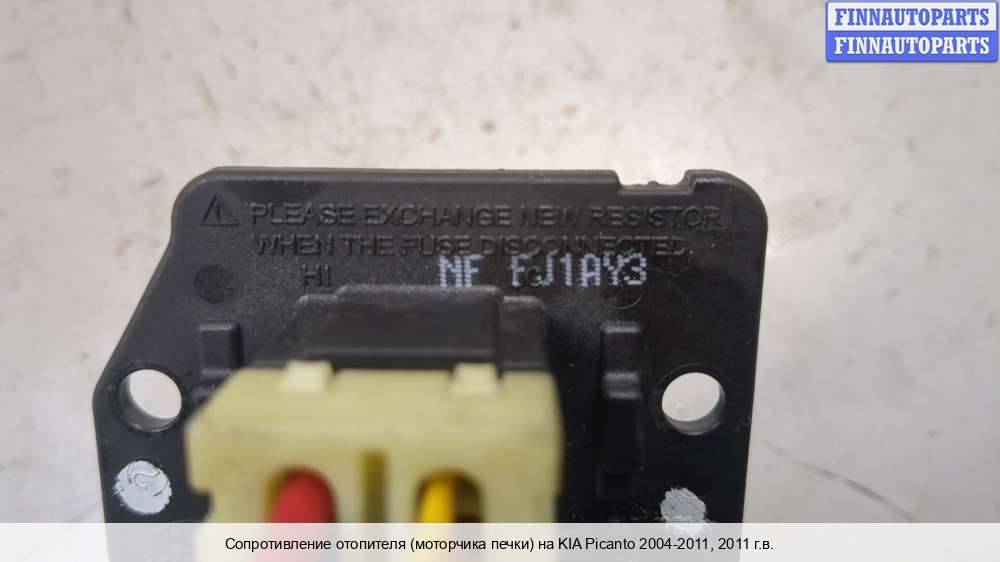 FINNAUTOPARTS
FINNAUTOPARTS
PLEASE EXCHANGE NEW RESISTOR
WHEN THE FUSE DISCONNECTED.
HI
NF FJ1AY3
Сопротивление отопителя (моторчика печки) на KIA Picanto 2004-2011, 2011 г.в.